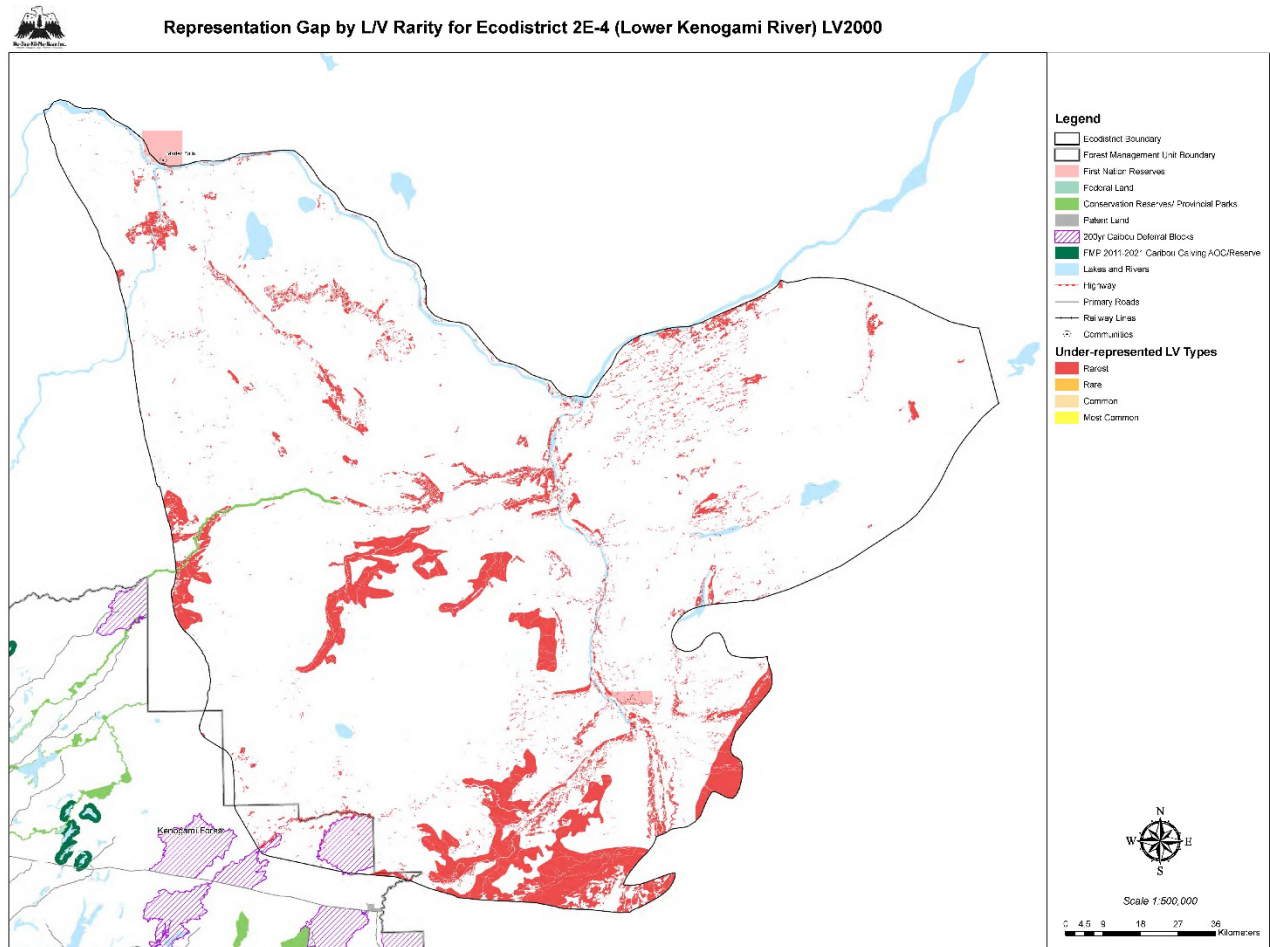 Representation Gap by L/V Rarity for Ecodistrict 2E-4 (Lower Kenogami River) LV2000
Legend
Ecodistrict Boundary
Forest Management Unit Boundary
First Nation Reserves
Federal Land
Conservation Reserves/ Provincial Parks
Patent Land
200yr Caibou Deferral Blocks
FMP 2011-2021 Caribou Calving AOC/Reserve
Lakes and Rivers
Highway
Primary Roads
Railway Lines
Communities
Under-represented LV Types
Rarest
Rare
Common
Most Common
Kenogami Forest
N
W E
S
Scale 1:500,000
0 4.5 9 18 27 36
Kilometers